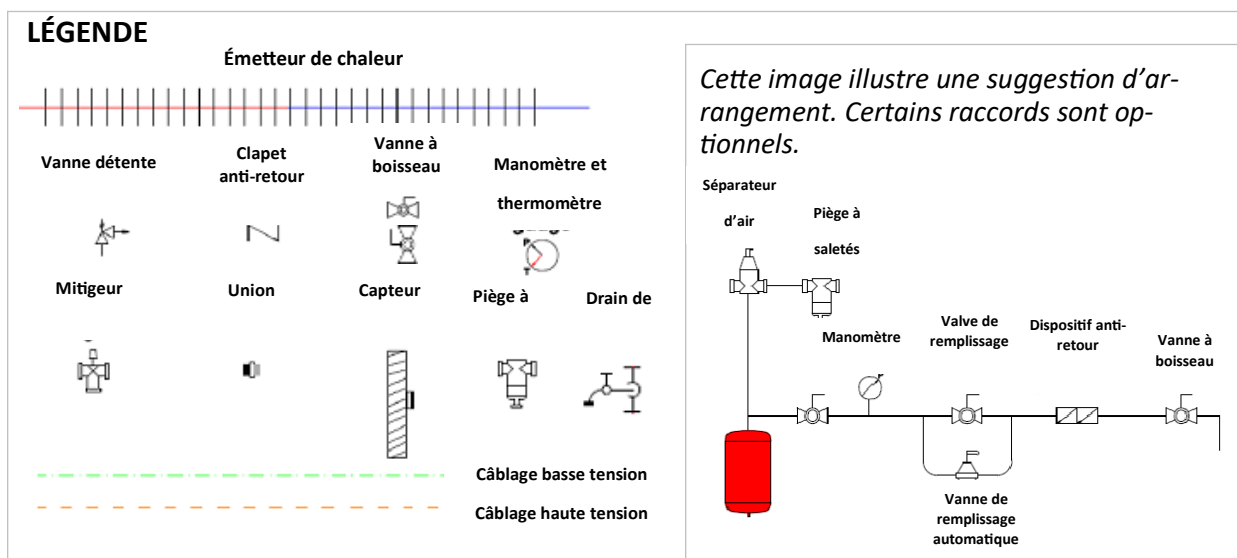 LÉGENDE
Émetteur de chaleur
Vanne détente
Clapet
anti-retour
Vanne à
boisseau
Manomètre et
thermomètre
P
T
Mitigeur
Union
Capteur
Piège à
Drain de
Câblage basse tension
Câblage haute tension
Cette image illustre une suggestion d'ar-
rangement. Certains raccords sont op-
tionnels.
Séparateur
d'air
Piège à
saletés
Manomètre
Valve de
remplissage
Dispositif anti-
retour
Vanne à
boisseau
Vanne de
remplissage
automatique